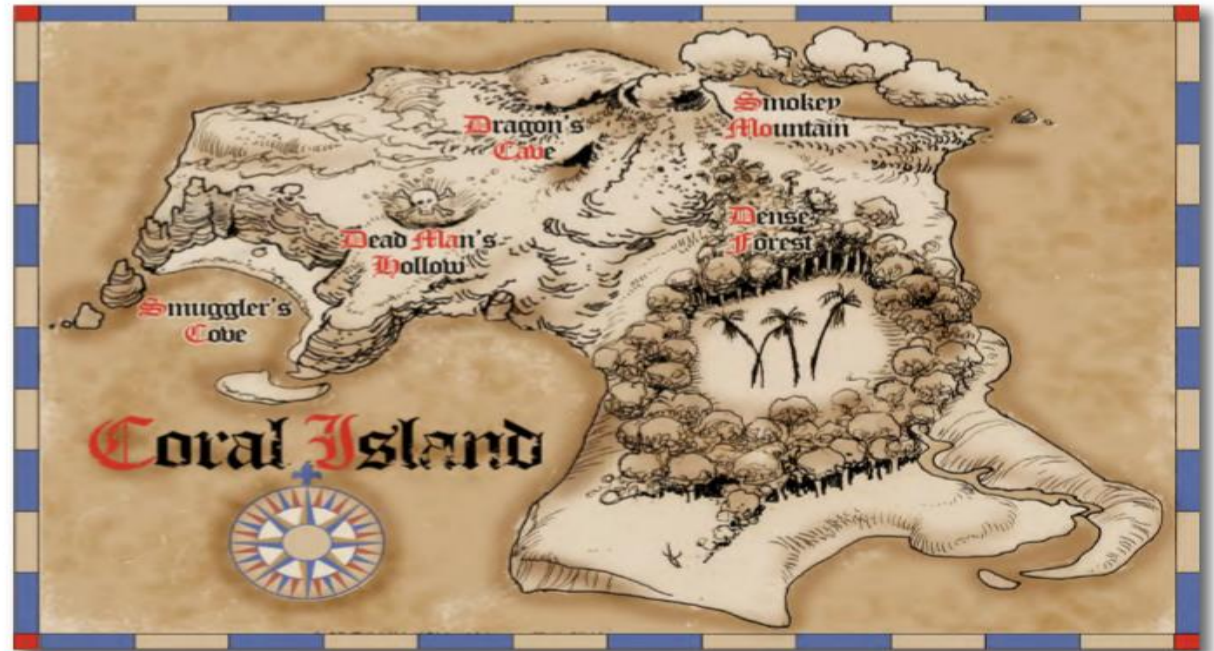 Smokey
Mountain
Dragon's
Cave
Dense
Forest
Dead Man's
Hollow
Smuggler's
Cove
Coral Island